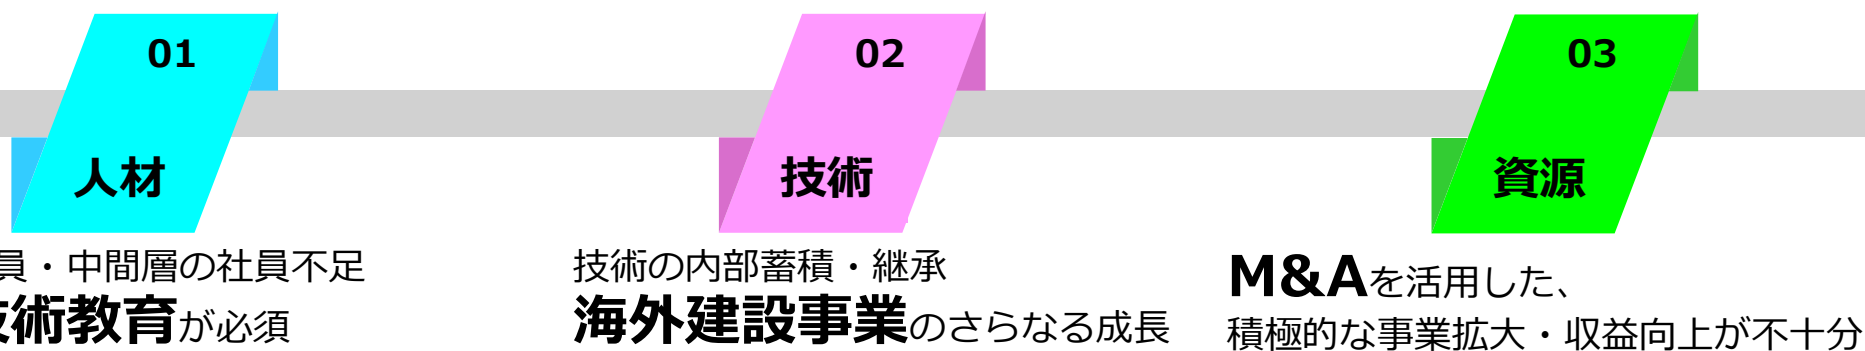 01
人材
員・中間層の社員不足
技術教育が必須
02
技術
技術の内部蓄積・継承
海外建設事業のさらなる成長
03
資源
M&Aを活用した、
積極的な事業拡大・収益向上が不十分